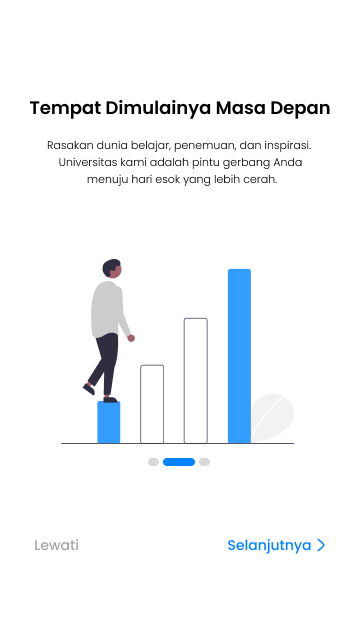 Tempat Dimulainya Masa Depan
Rasakan dunia belajar, penemuan, dan inspirasi.
Universitas kami adalah pintu gerbang Anda
menuju hari esok yang lebih cerah.
Lewati
Selanjutnya